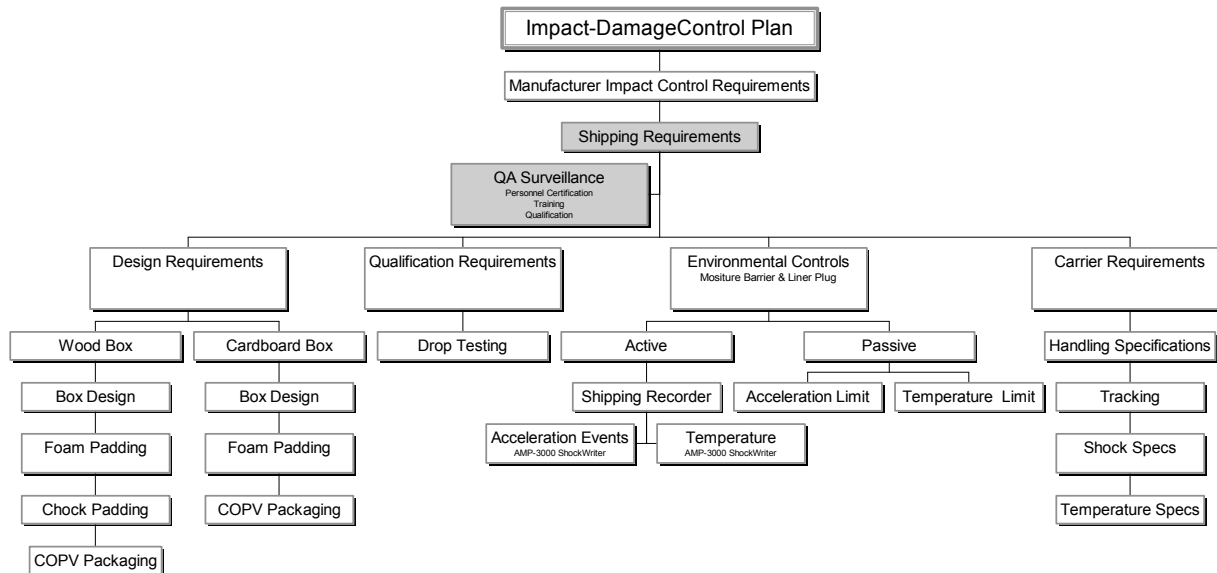 Impact-DamageControl Plan
Manufacturer Impact Control Requirements
Shipping Requirements
QA Surveillance
Personnel Certification
Training
Qualification
Design Requirements
Qualification Requirements
Environmental Controls
Mositure Barrier & Liner Plug
Carrier Requirements
Wood Box
Cardboard Box
Drop Testing
Active
Passive
Handling Specifications
Box Design
Box Design
Shipping Recorder
Acceleration Limit
Temperature Limit
Tracking
Foam Padding
Foam Padding
Acceleration Events
AMP-3000 ShockWriter
Temperature
AMP-3000 ShockWriter
Shock Specs
Chock Padding
COPV Packaging
Temperature Specs
COPV Packaging